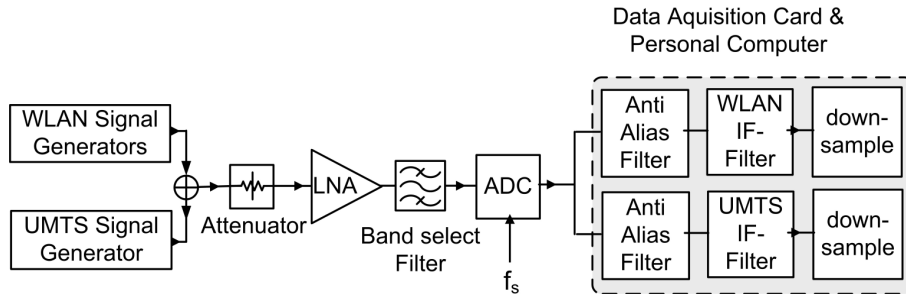 Data Aquisition Card &
Personal Computer
WLAN Signal
Generators
UMTS Signal
Generator
Attenuator
LNA
Band select
Filter
ADC
fs
Anti
Alias
Filter
WLAN
IF-
Filter
down-
sample
Anti
Alias
Filter
UMTS
IF-
Filter
down-
sample